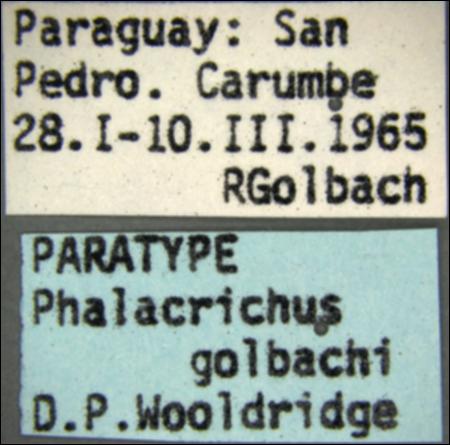 Paraguay: San
Pedro. Carumbe
28.I-10.III.1965
RGolbach
PARATYPE
Phalacrichus
golbachi
D.P.Wooldridge